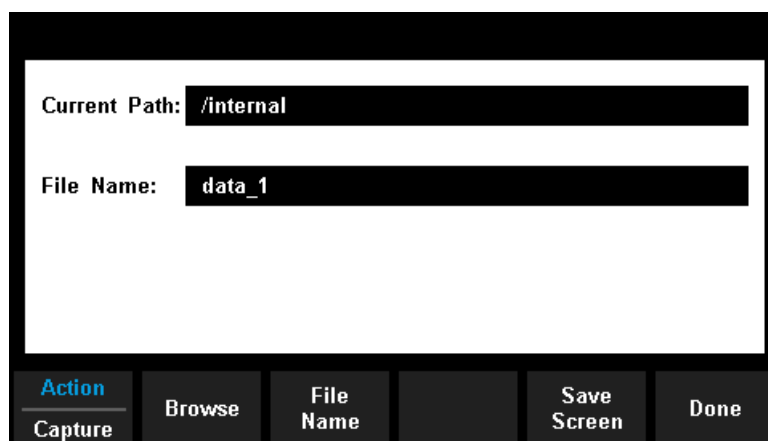 Current Path: /internal
File Name: data_1
Action
Capture
Browse
File
Name
Save
Screen
Done